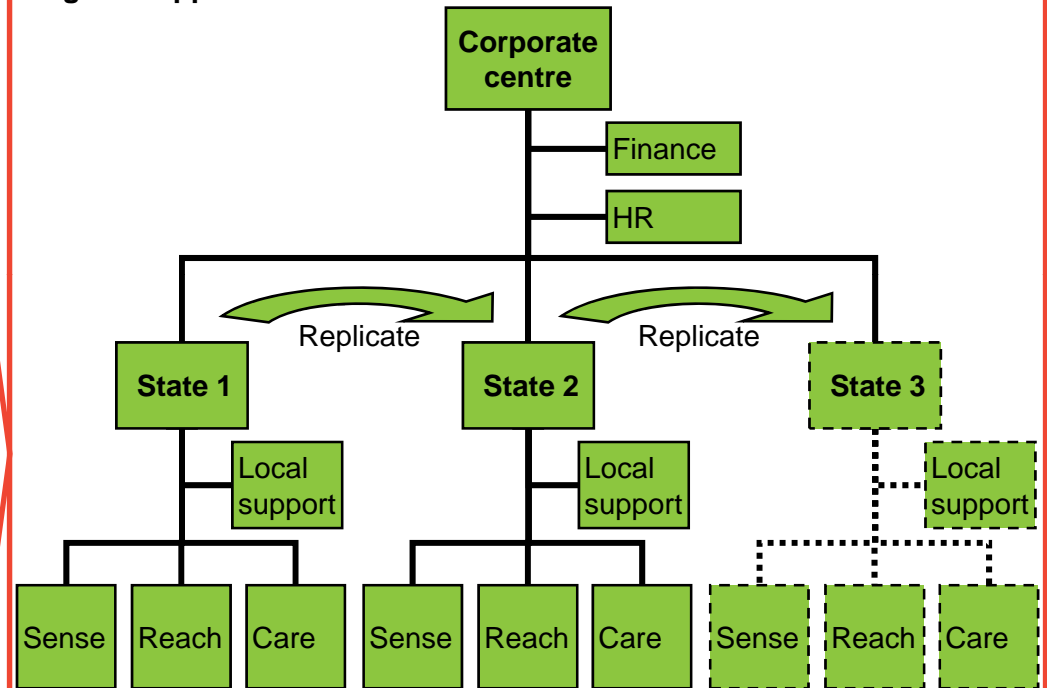 Corporate
centre
Finance
HR
Replicate
Replicate
State 1
State 2
State 3
Local
support
Local
support
Local
support
Sense
Reach
Care
Sense
Reach
Care
Sense
Reach
Care